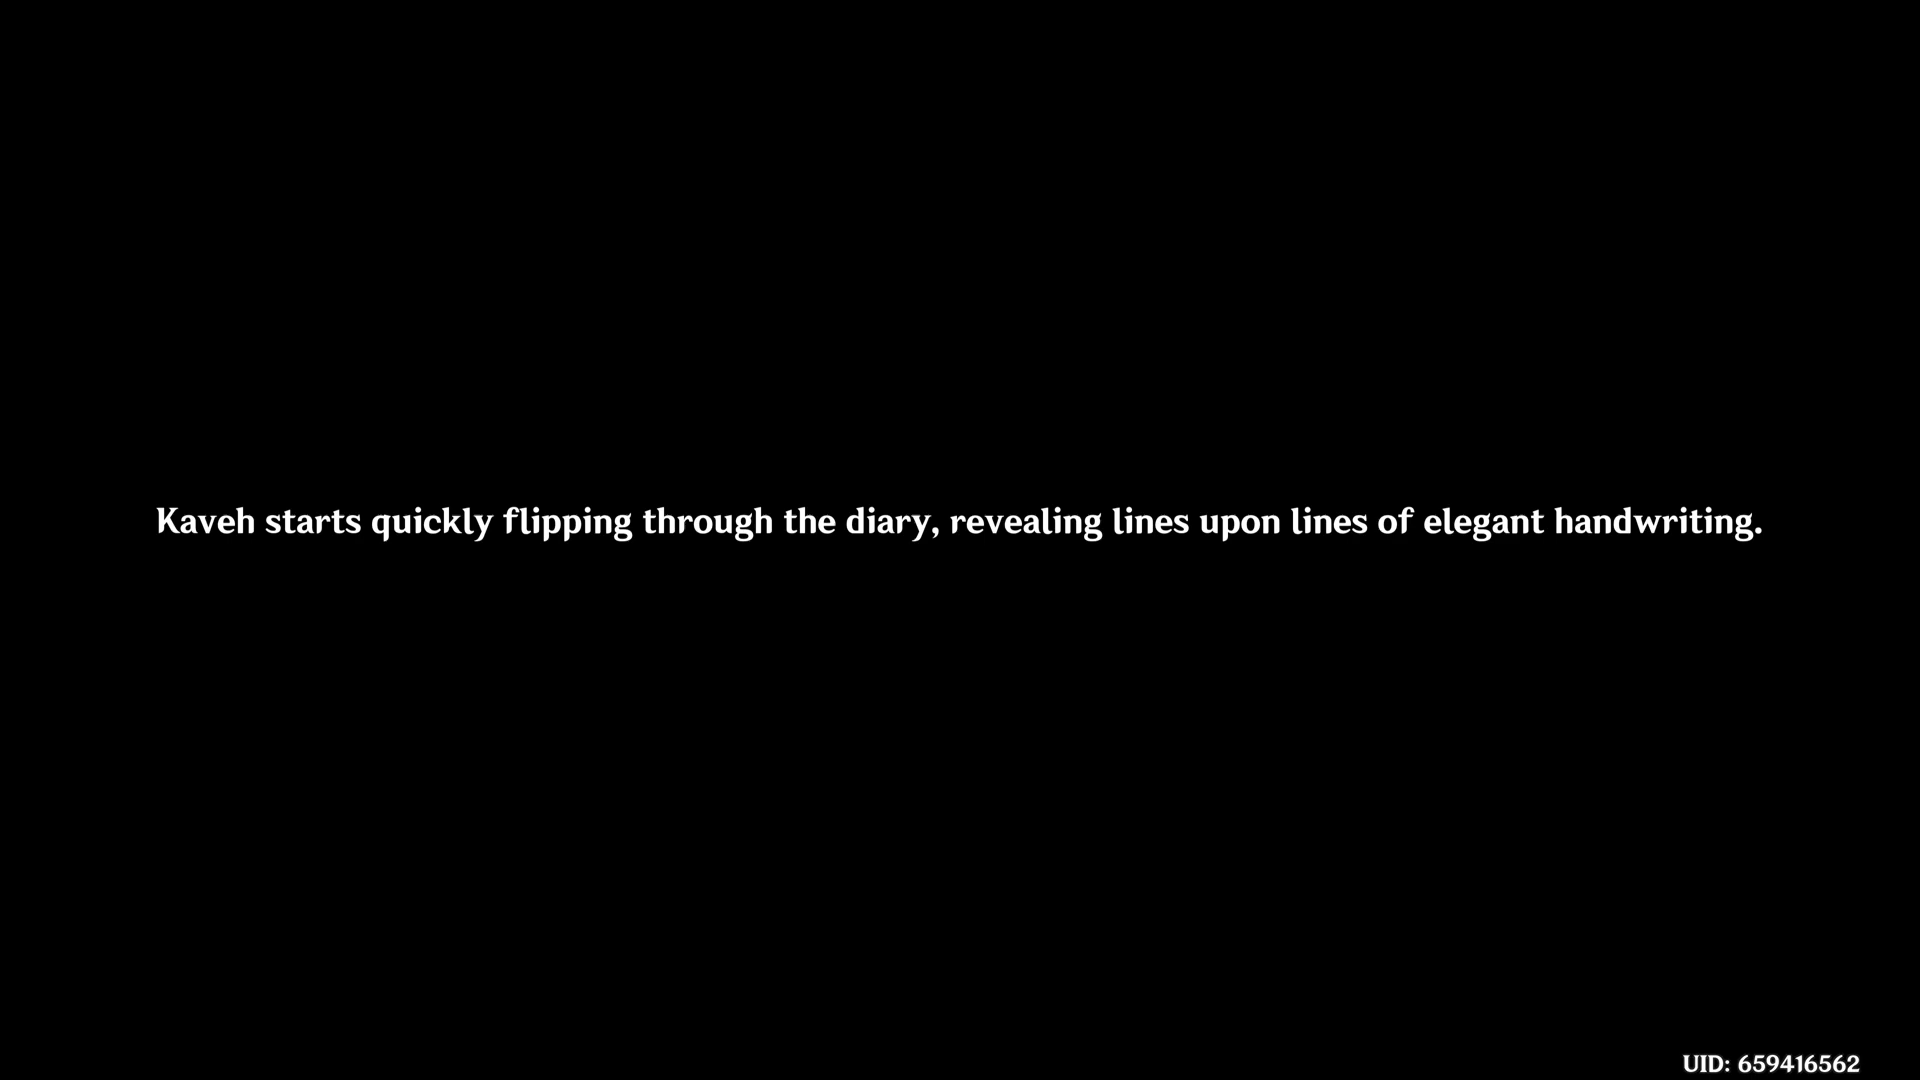 Kaveh starts quickly flipping through the diary, revealing lines upon lines of elegant handwriting.
UID: 659416562